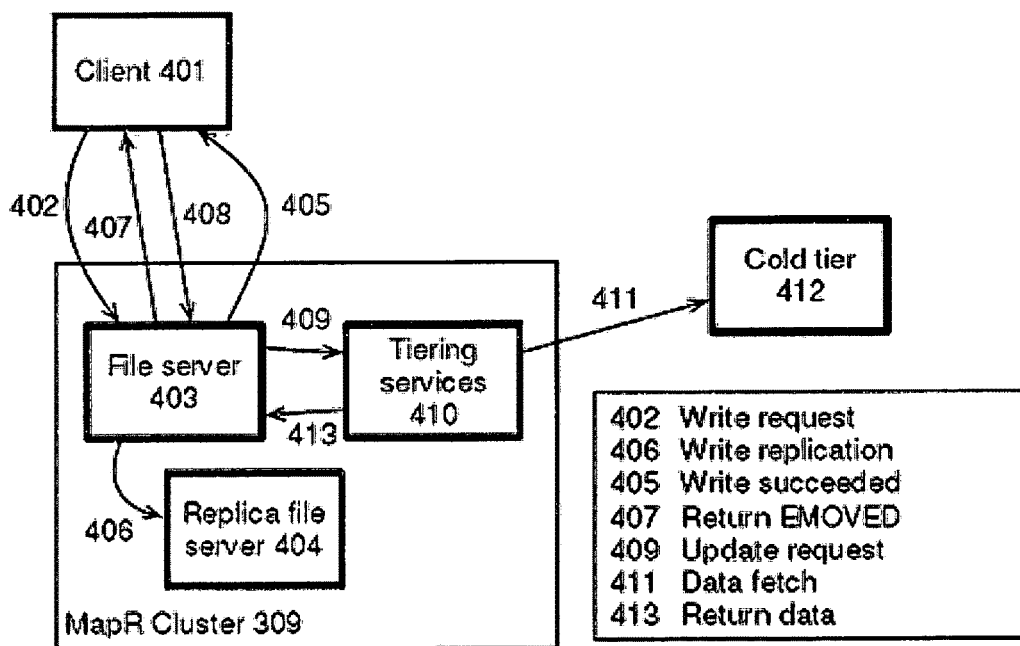 Client 401
402
407
408
405
Cold tier
412
411
409
File server
403
Tiering
services
410
413
406
Replica file
server 404
MapR Cluster 309
402 Write request
406 Write replication
405 Write succeeded
407 Return EMOVED
409 Update request
411 Data fetch
413 Return data